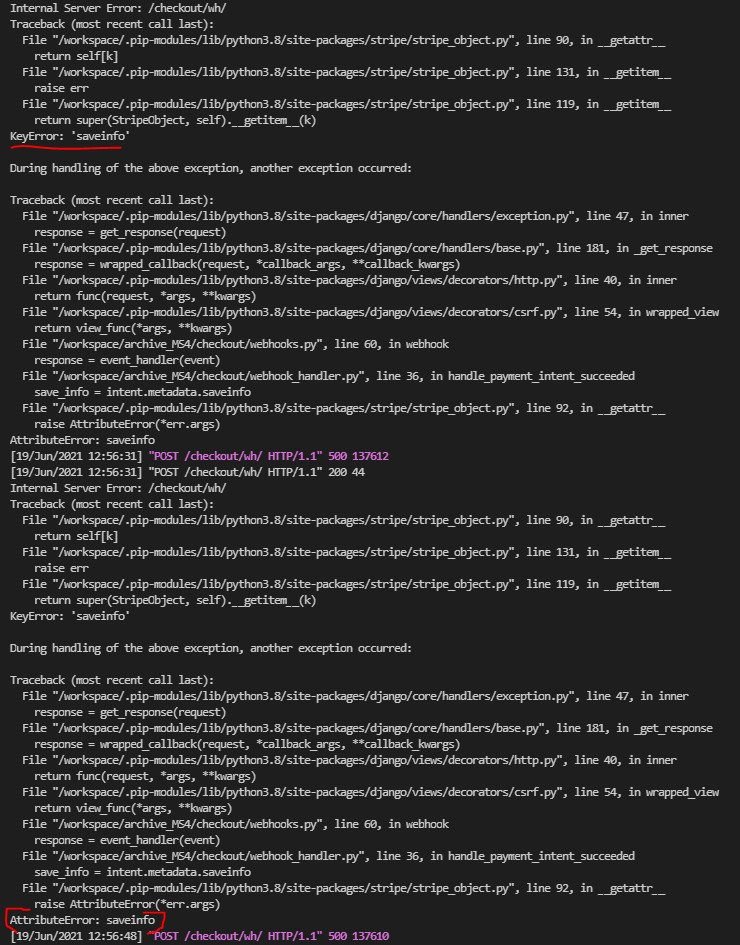 Internal Server Error: /checkout/wh/
Traceback (most recent call last):
  File "/workspace/.pip-modules/lib/python3.8/site-packages/stripe/stripe_object.py", line 90, in __getattr__
    return self[k]
  File "/workspace/.pip-modules/lib/python3.8/site-packages/stripe/stripe_object.py", line 131, in __getitem__
    raise err
  File "/workspace/.pip-modules/lib/python3.8/site-packages/stripe/stripe_object.py", line 119, in __getitem__
    return super(StripeObject, self).__getitem__(k)
KeyError: 'saveinfo'

During handling of the above exception, another exception occurred:

Traceback (most recent call last):
  File "/workspace/.pip-modules/lib/python3.8/site-packages/django/core/handlers/exception.py", line 47, in inner
    response = get_response(request)
  File "/workspace/.pip-modules/lib/python3.8/site-packages/django/core/handlers/base.py", line 181, in _get_response
    response = wrapped_callback(request, *callback_args, **callback_kwargs)
  File "/workspace/.pip-modules/lib/python3.8/site-packages/django/views/decorators/http.py", line 40, in inner
    return func(request, *args, **kwargs)
  File "/workspace/.pip-modules/lib/python3.8/site-packages/django/views/decorators/csrf.py", line 54, in wrapped_view
    return view_func(*args, **kwargs)
  File "/workspace/archive_MS4/checkout/webhooks.py", line 60, in webhook
    response = event_handler(event)
  File "/workspace/archive_MS4/checkout/webhook_handler.py", line 36, in handle_payment_intent_succeeded
    save_info = intent.metadata.saveinfo
  File "/workspace/.pip-modules/lib/python3.8/site-packages/stripe/stripe_object.py", line 92, in __getattr__
    raise AttributeError(*err.args)
AttributeError: saveinfo
[19/Jun/2021 12:56:31] "POST /checkout/wh/ HTTP/1.1" 500 137612
[19/Jun/2021 12:56:31] "POST /checkout/wh/ HTTP/1.1" 200 44
Internal Server Error: /checkout/wh/
Traceback (most recent call last):
  File "/workspace/.pip-modules/lib/python3.8/site-packages/stripe/stripe_object.py", line 90, in __getattr__
    return self[k]
  File "/workspace/.pip-modules/lib/python3.8/site-packages/stripe/stripe_object.py", line 131, in __getitem__
    raise err
  File "/workspace/.pip-modules/lib/python3.8/site-packages/stripe/stripe_object.py", line 119, in __getitem__
    return super(StripeObject, self).__getitem__(k)
KeyError: 'saveinfo'

During handling of the above exception, another exception occurred:

Traceback (most recent call last):
  File "/workspace/.pip-modules/lib/python3.8/site-packages/django/core/handlers/exception.py", line 47, in inner
    response = get_response(request)
  File "/workspace/.pip-modules/lib/python3.8/site-packages/django/core/handlers/base.py", line 181, in _get_response
    response = wrapped_callback(request, *callback_args, **callback_kwargs)
  File "/workspace/.pip-modules/lib/python3.8/site-packages/django/views/decorators/http.py", line 40, in inner
    return func(request, *args, **kwargs)
  File "/workspace/.pip-modules/lib/python3.8/site-packages/django/views/decorators/csrf.py", line 54, in wrapped_view
    return view_func(*args, **kwargs)
  File "/workspace/archive_MS4/checkout/webhooks.py", line 60, in webhook
    response = event_handler(event)
  File "/workspace/archive_MS4/checkout/webhook_handler.py", line 36, in handle_payment_intent_succeeded
    save_info = intent.metadata.saveinfo
  File "/workspace/.pip-modules/lib/python3.8/site-packages/stripe/stripe_object.py", line 92, in __getattr__
    raise AttributeError(*err.args)
AttributeError: saveinfo
[19/Jun/2021 12:56:48] "POST /checkout/wh/ HTTP/1.1" 500 137610